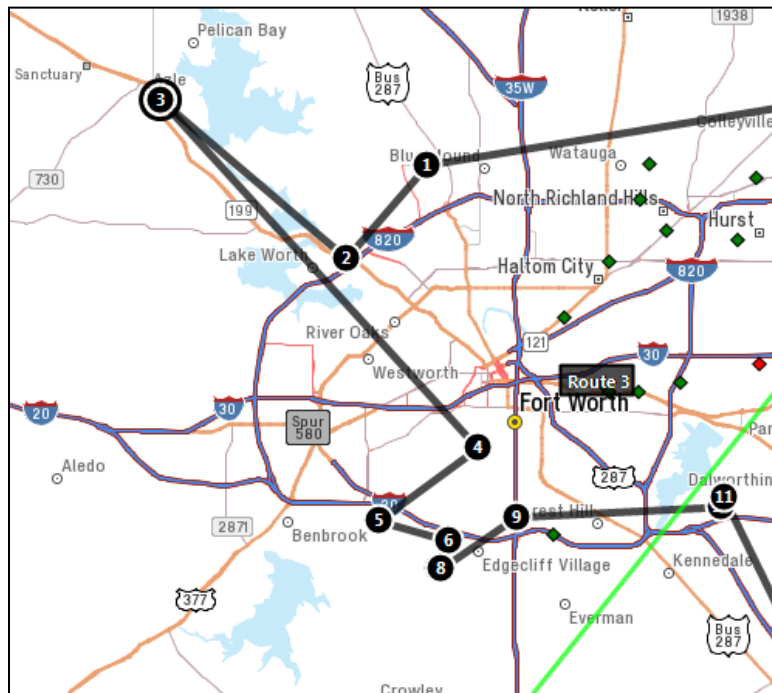 Keller
1938
Pelican Bay
Sanctuary
Azle
3
Bus
287
35W
Colleyville
1
Blue Mound
Watauga
730
199
North Richland Hills
Hurst
820
2
Lake Worth
Haltom City
820
River Oaks
121
30
Westworth
Route 3
20
30
Spur
580
Fort Worth
4
Aledo
287
Dalworthin
11
5
2871
Benbrook
9
rest Hill
6
8
Edgecliff Village
Kennedale
377
Everman
Bus
287
Crowley